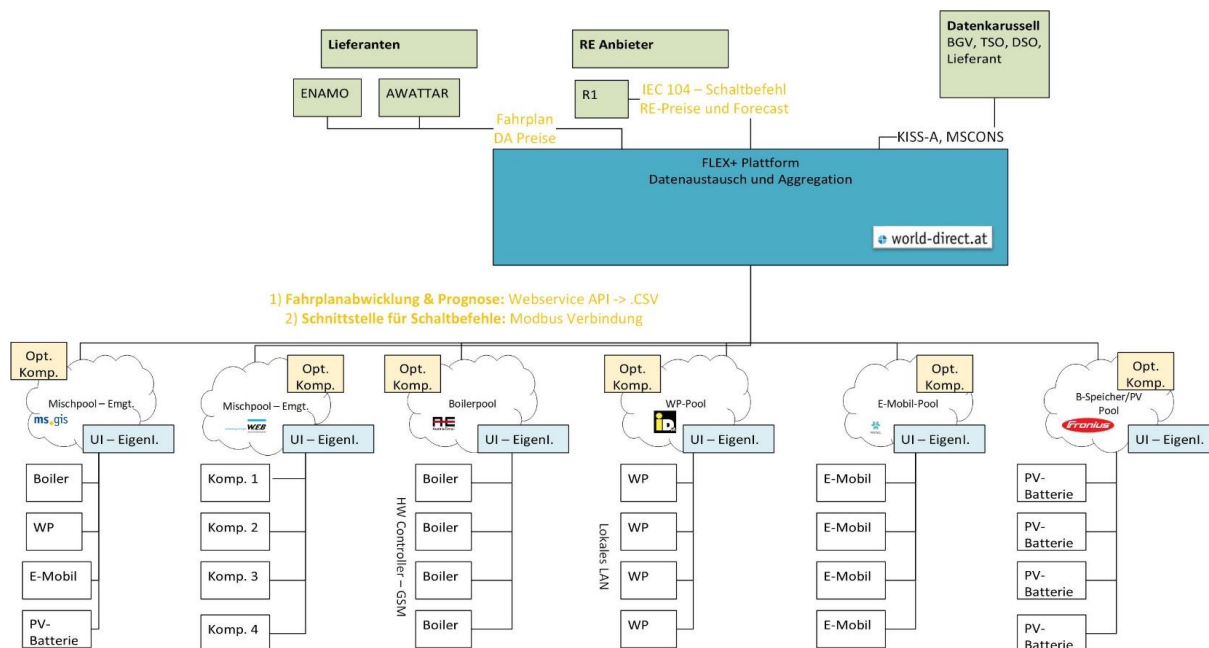 Lieferanten
RE Anbieter
Datenkarussell
BGV, TSO, DSO,
Lieferant
ENAMO
AWATTAR
R1
IEC 104 – Schaltbefehl
RE-Preise und Forecast
Fahrplan
DA Preise
KISS-A, MSCONS
FLEX+ Plattform
Datenaustausch und Aggregation
world-direct.at
1) Fahrplanabwicklung & Prognose: Webservice API -> .CSV
2) Schnittstelle für Schaltbefehle: Modbus Verbindung
Opt.
Komp.
Mischpool – Emgt.
ms.gis
UI – Eigenl.
Boiler
WP
E-Mobil
PV-
Batterie
Opt.
Komp.
Mischpool – Emgt.
W.E.B
UI – Eigenl.
Komp. 1
Komp. 2
Komp. 3
Komp. 4
Opt.
Komp.
Boilerpool
UI – Eigenl.
HW Controller – GSM
Boiler
Boiler
Boiler
Boiler
Opt.
Komp.
WP-Pool
iD
UI – Eigenl.
Lokales LAN
WP
WP
WP
WP
Opt.
Komp.
E-Mobil-Pool
UI – Eigenl.
E-Mobil
E-Mobil
E-Mobil
E-Mobil
Opt.
Komp.
B-Speicher/PV
Pool
Fronius
UI – Eigenl.
PV-
Batterie
PV-
Batterie
PV-
Batterie
PV-
Batterie